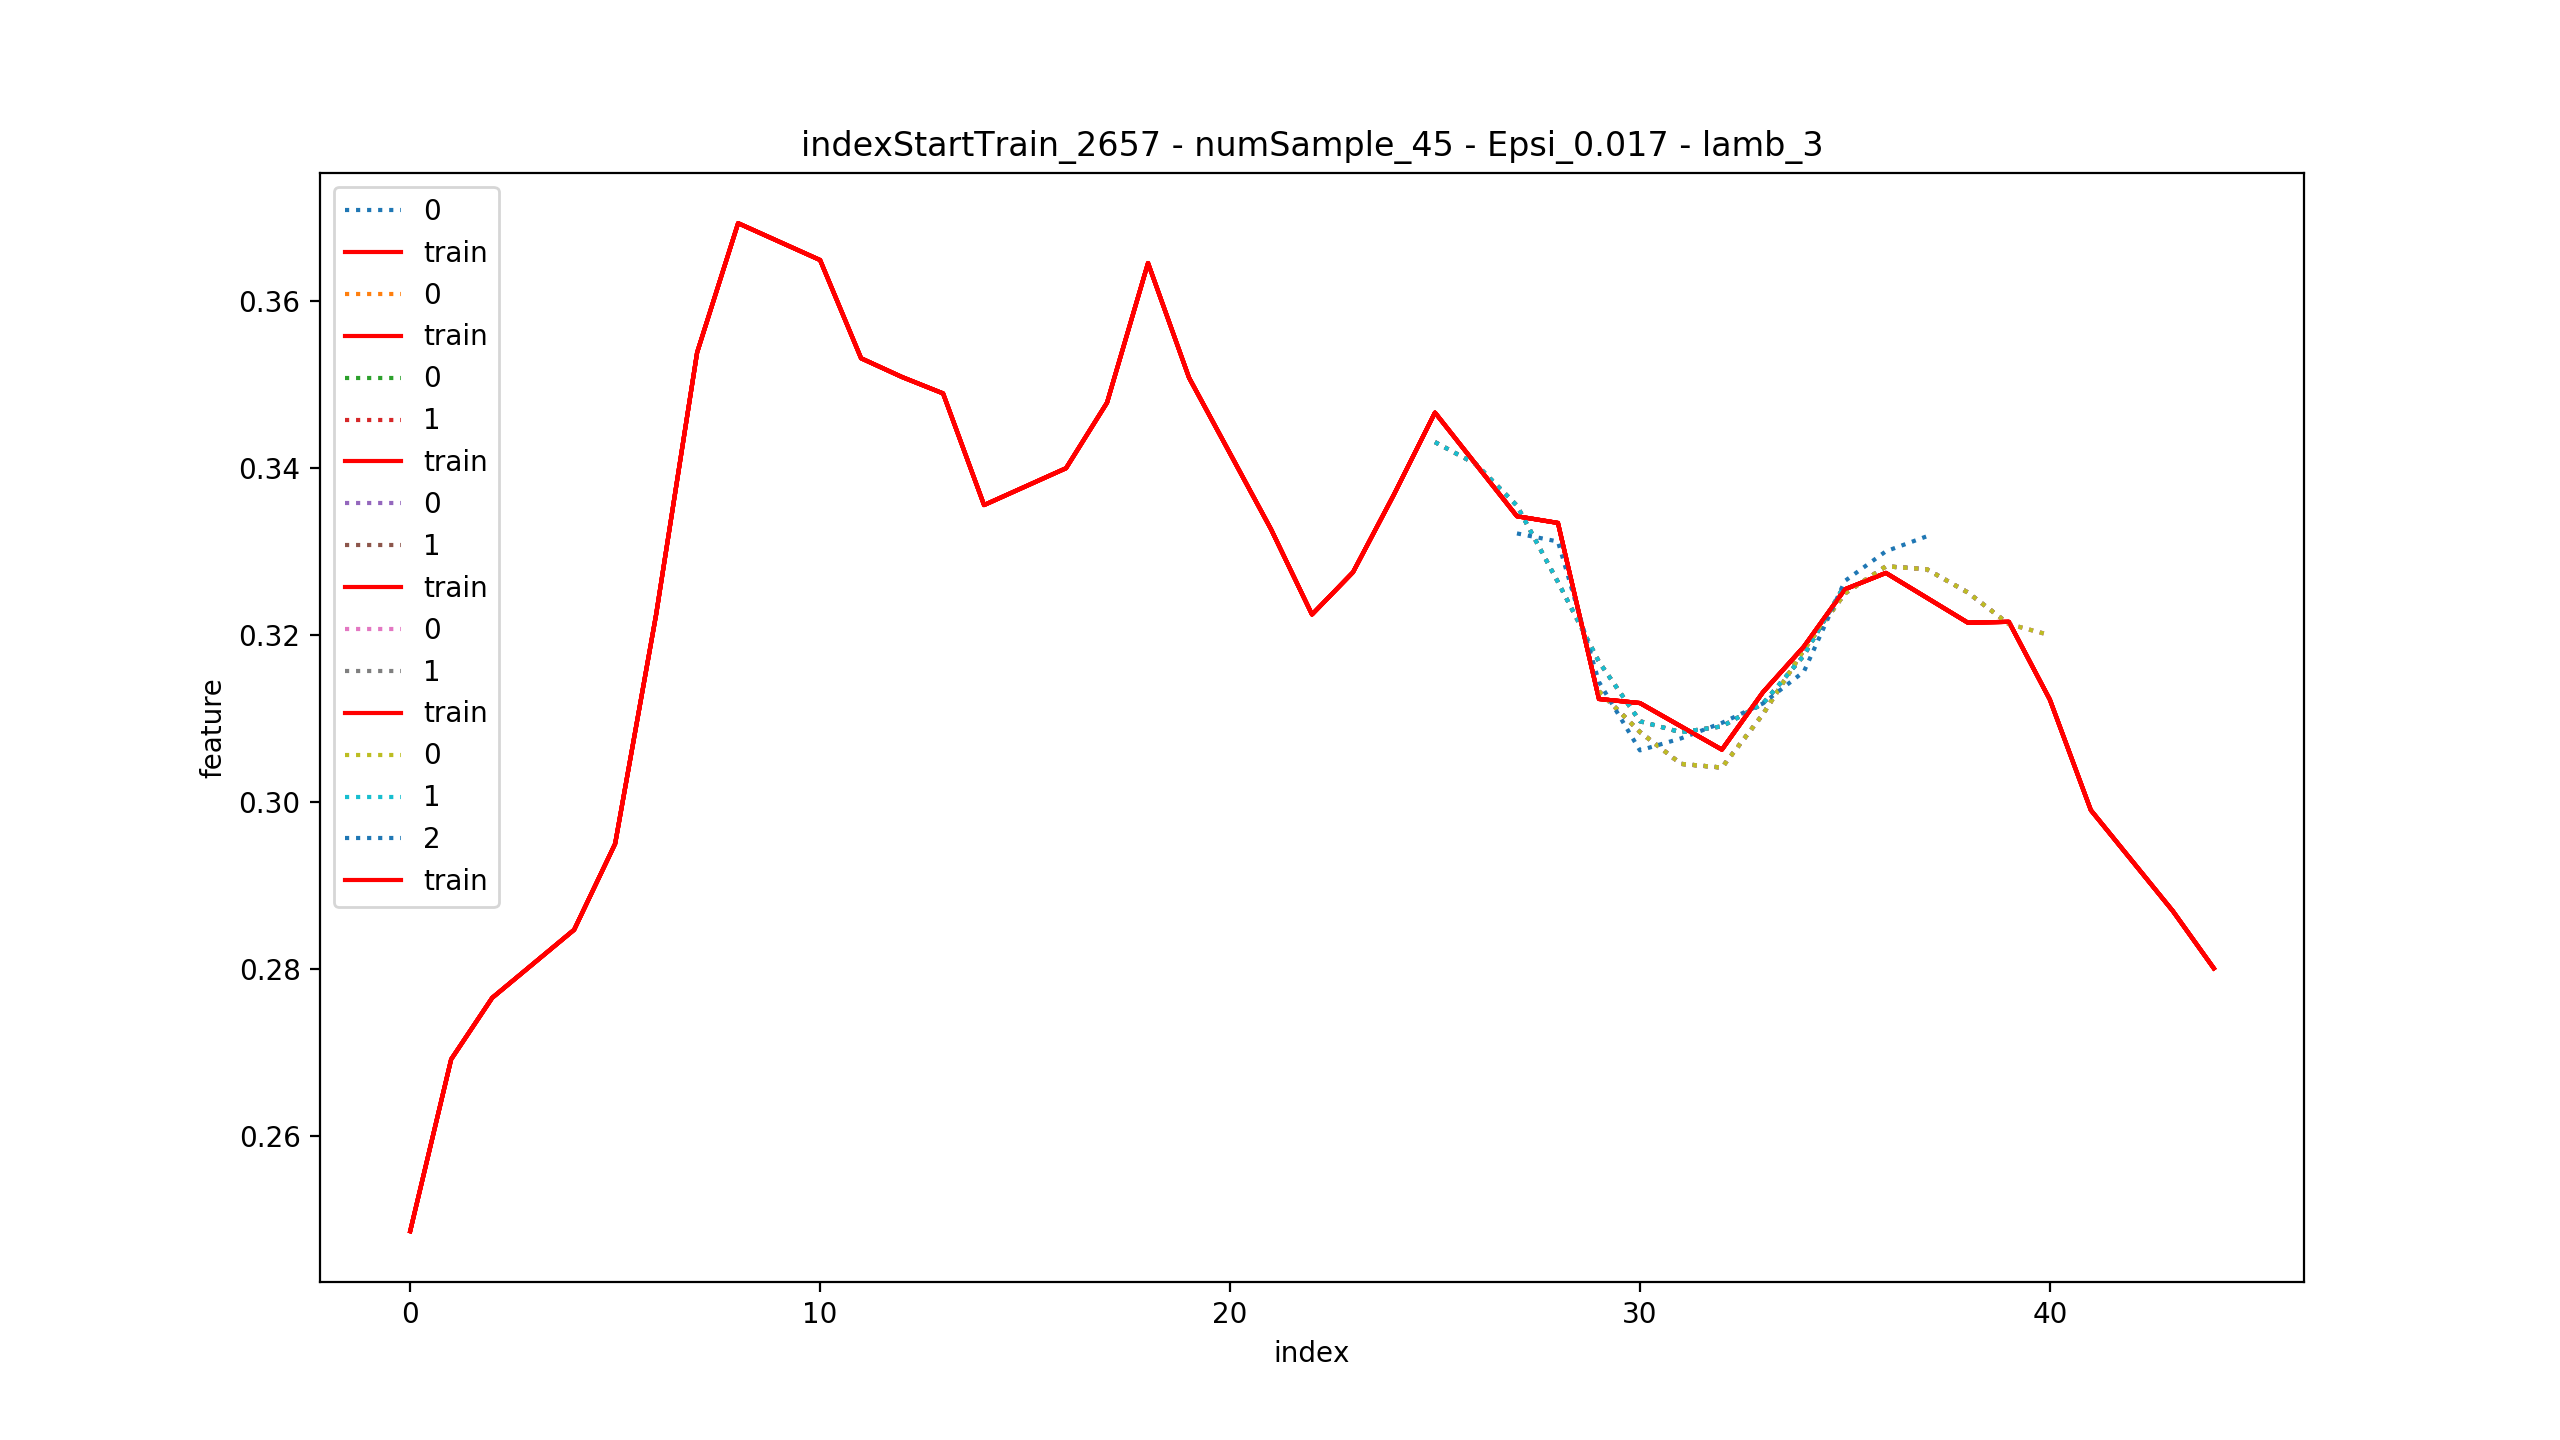 indexStartTrain_2657 - numSample_45 - Epsi_0.017 - lamb_3
0
train
0
train
0
1
train
0
1
train
0
1
train
0
1
2
train
0.36
0.34
0.32
0.30
0.28
0.26
feature
0 10 20 30 40
index